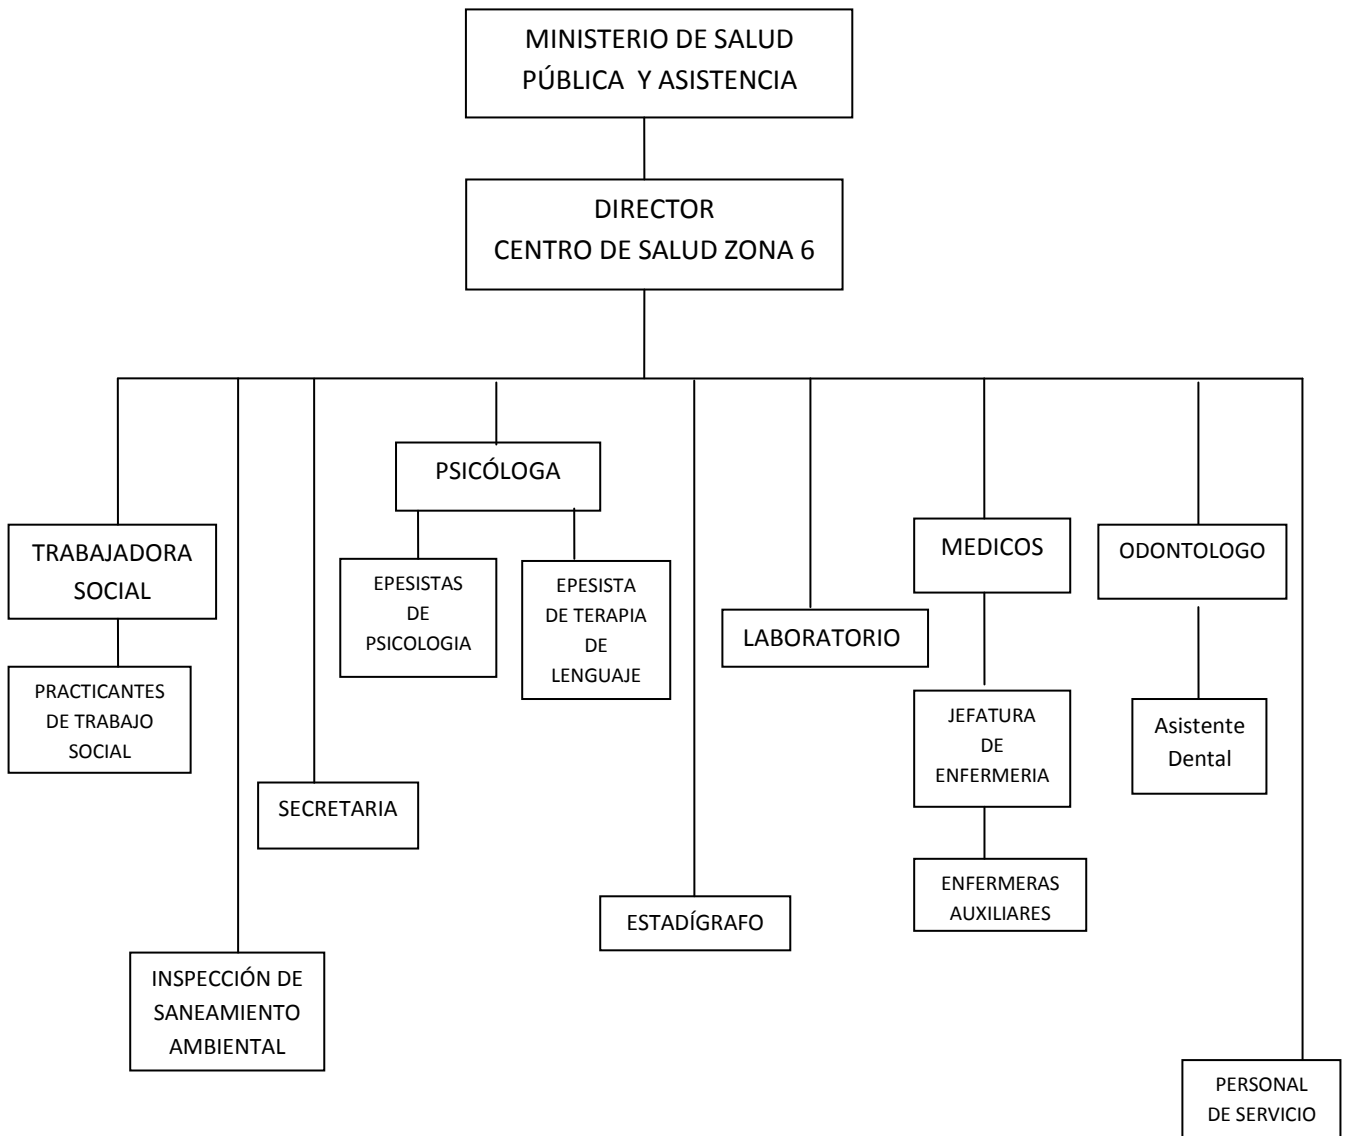 MINISTERIO DE SALUD
PÚBLICA Y ASISTENCIA
DIRECTOR
CENTRO DE SALUD ZONA 6
PSICÓLOGA
TRABAJADORA
SOCIAL
EPESISTAS
DE
PSICOLOGIA
EPESISTA
DE TERAPIA
DE
LENGUAJE
MEDICOS
ODONTOLOGO
LABORATORIO
PRACTICANTES
DE TRABAJO
SOCIAL
JEFATURA
DE
ENFERMERIA
Asistente
Dental
SECRETARIA
ENFERMERAS
AUXILIARES
ESTADÍGRAFO
INSPECCIÓN DE
SANEAMIENTO
AMBIENTAL
PERSONAL
DE SERVICIO